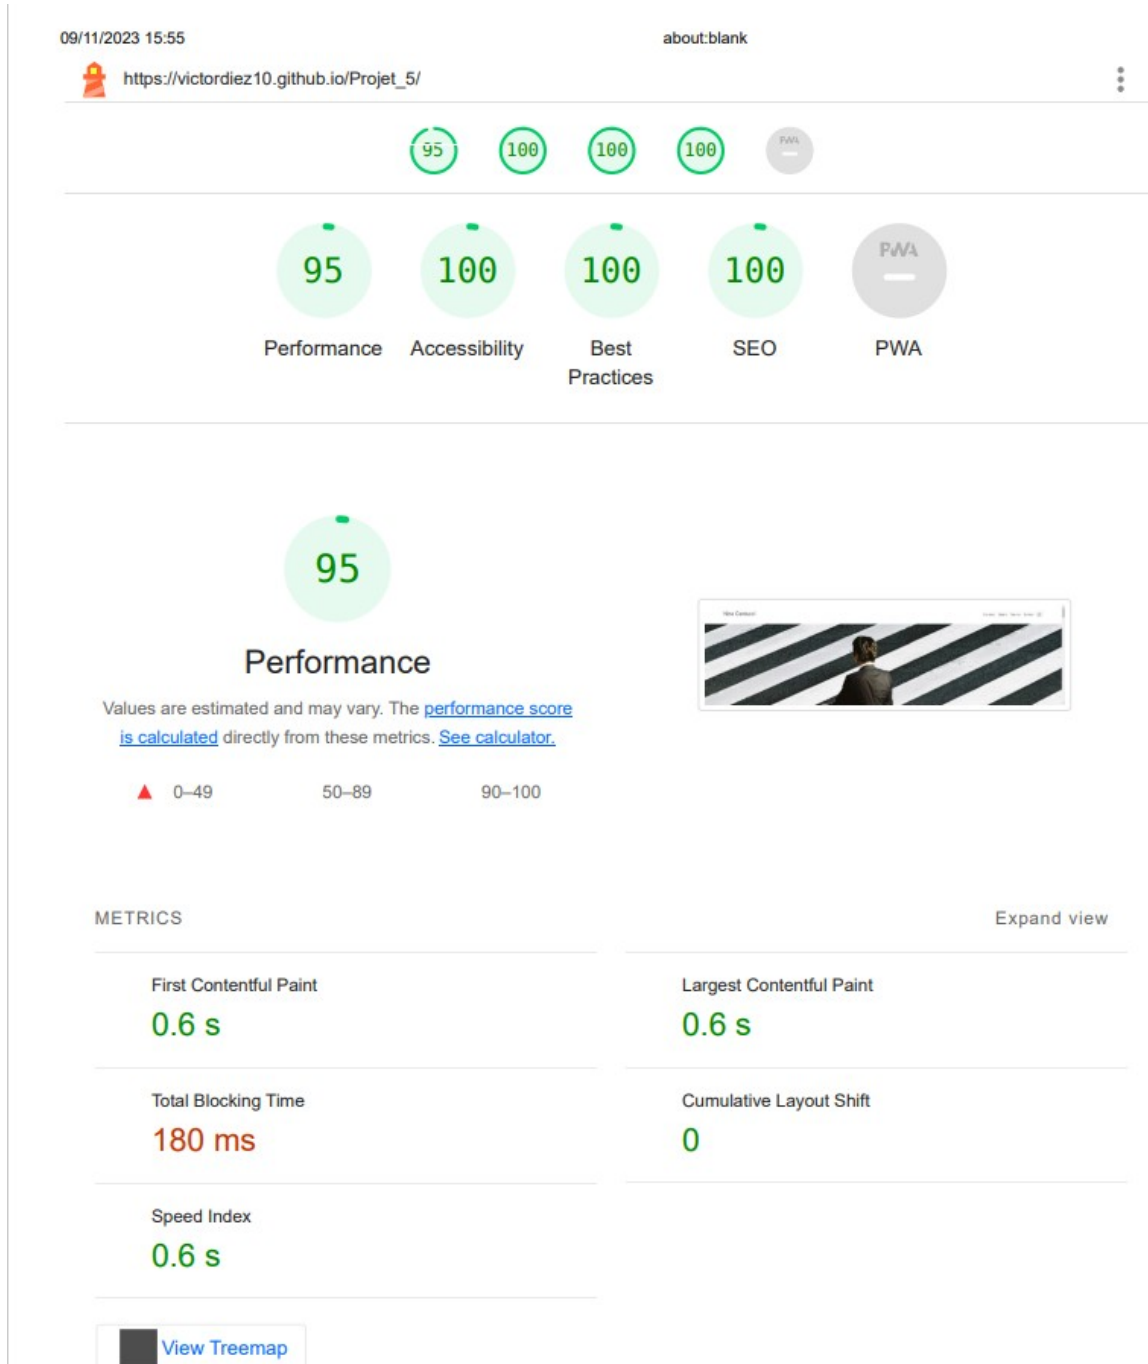 09/11/2023 15:55 about:blank
https://victordiez10.github.io/Projet_5/
95 100 100 100 PWA
95 100 100 100 PWA
Performance Accessibility Best Practices SEO PWA
95
Performance
Values are estimated and may vary. The performance score
is calculated directly from these metrics. See calculator.
0–49 50–89 90–100
METRICS Expand view
First Contentful Paint Largest Contentful Paint
0.6 s 0.6 s
Total Blocking Time Cumulative Layout Shift
180 ms 0
Speed Index
0.6 s
View Treemap